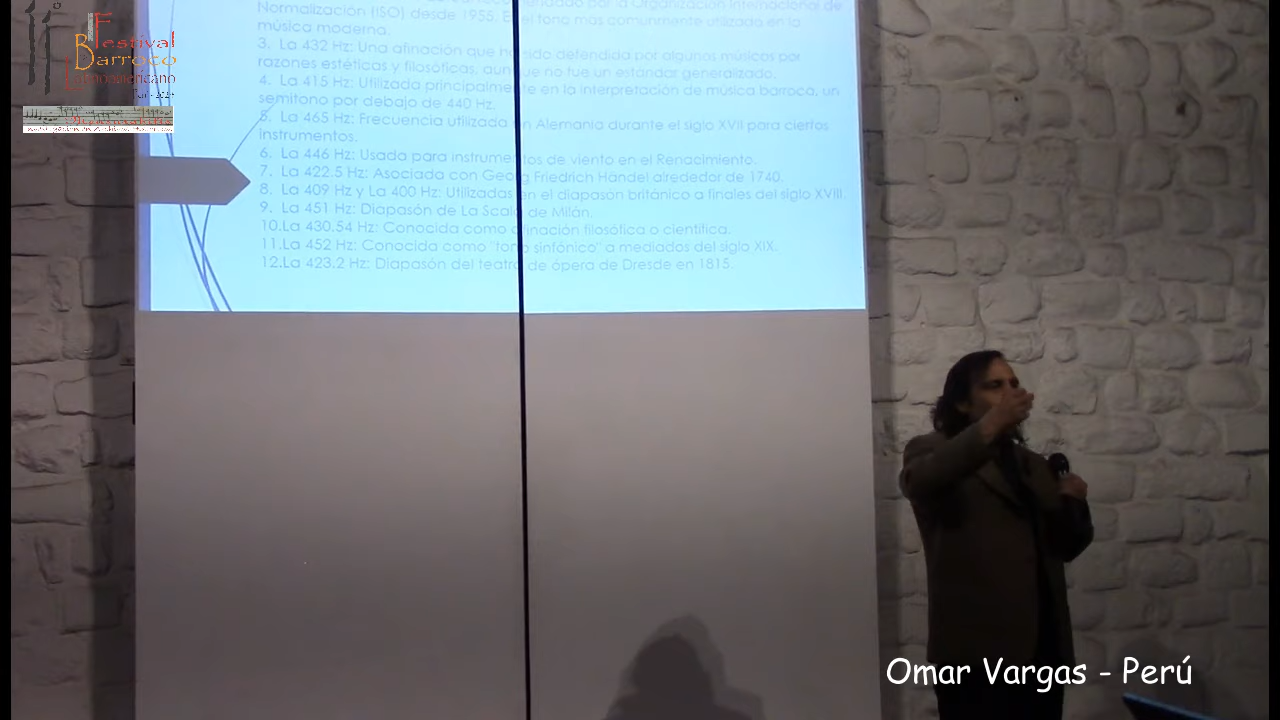 Festival
Barroco
Latinoamericano
por la Organización Internacional de
Normalización (ISO) desde 1955. Es el tono más comúnmente utilizado en la
música moderna.
3. La 432 Hz: Una afinación que ha sido defendida por algunos músicos por
razones estéticas y filosóficas, aunque no fue un estándar generalizado.
4. La 415 Hz: Utilizada principalmente en la interpretación de música barroca, un
semitono por debajo de 440 Hz.
5. La 465 Hz: Frecuencia utilizada en Alemania durante el siglo XVII para ciertos
instrumentos.
6. La 446 Hz: Usada para instrumentos de viento en el Renacimiento.
7. La 422.5 Hz: Asociada con Georg Friedrich Händel alrededor de 1740.
8. La 409 Hz y La 400 Hz: Utilizadas en el diapasón británico a finales del siglo XVIII.
9. La 451 Hz: Diapasón de La Scala de Milán.
10.La 430.54 Hz: Conocida como afinación filosófica o científica.
11.La 452 Hz: Conocida como "tono sinfónico" a mediados del siglo XIX.
12.La 423.2 Hz: Diapasón del teatro de ópera de Dresde en 1815.
Omar Vargas - Perú